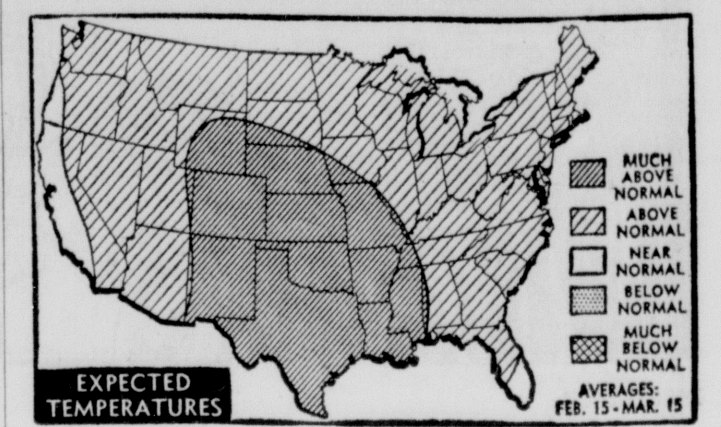 MUCH
ABOVE
NORMAL
ABOVE
NORMAL
NEAR
NORMAL
BELOW
NORMAL
MUCH
BELOW
NORMAL
EXPECTED
TEMPERATURES
AVERAGES:
FEB. 15 - MAR. 15